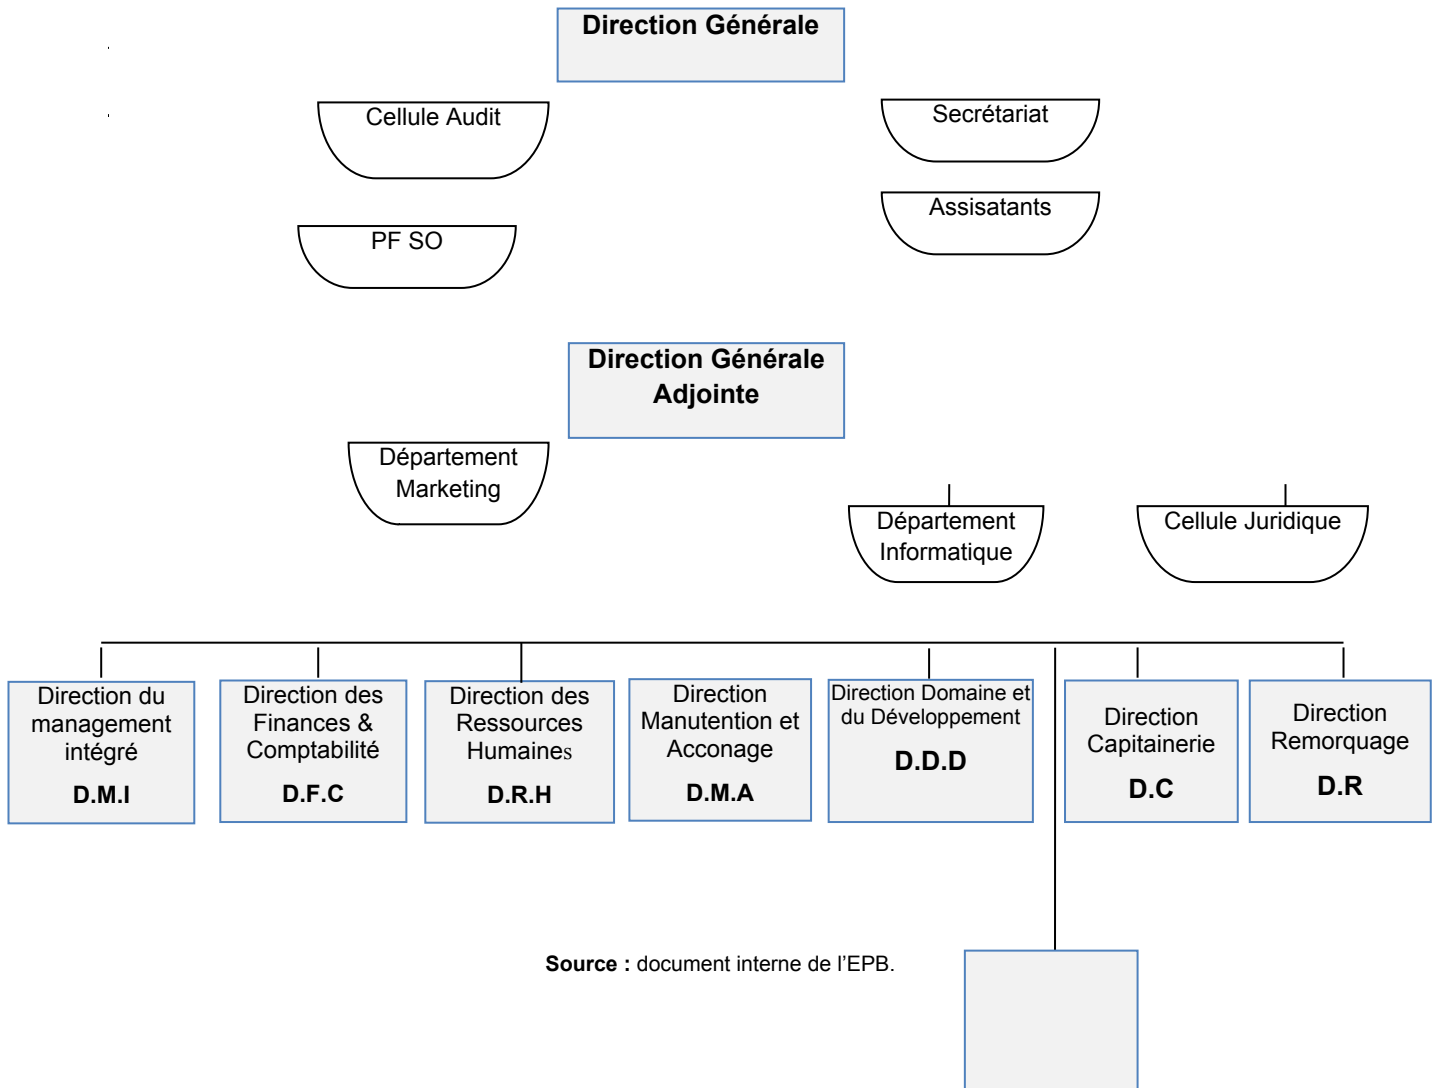 Direction Générale
Cellule Audit
Secrétariat
Assisatants
PF SO
Direction Générale
Adjointe
Département
Marketing
Département
Informatique
Cellule Juridique
Direction du
management
intégré
D.M.I
Direction des
Finances &
Comptabilité
D.F.C
Direction des
Ressources
Humaines
D.R.H
Direction
Manutention et
Acconage
D.M.A
Direction Domaine et
du Développement
D.D.D
Direction
Capitainerie
D.C
Direction
Remorquage
D.R
Source : document interne de l’EPB.